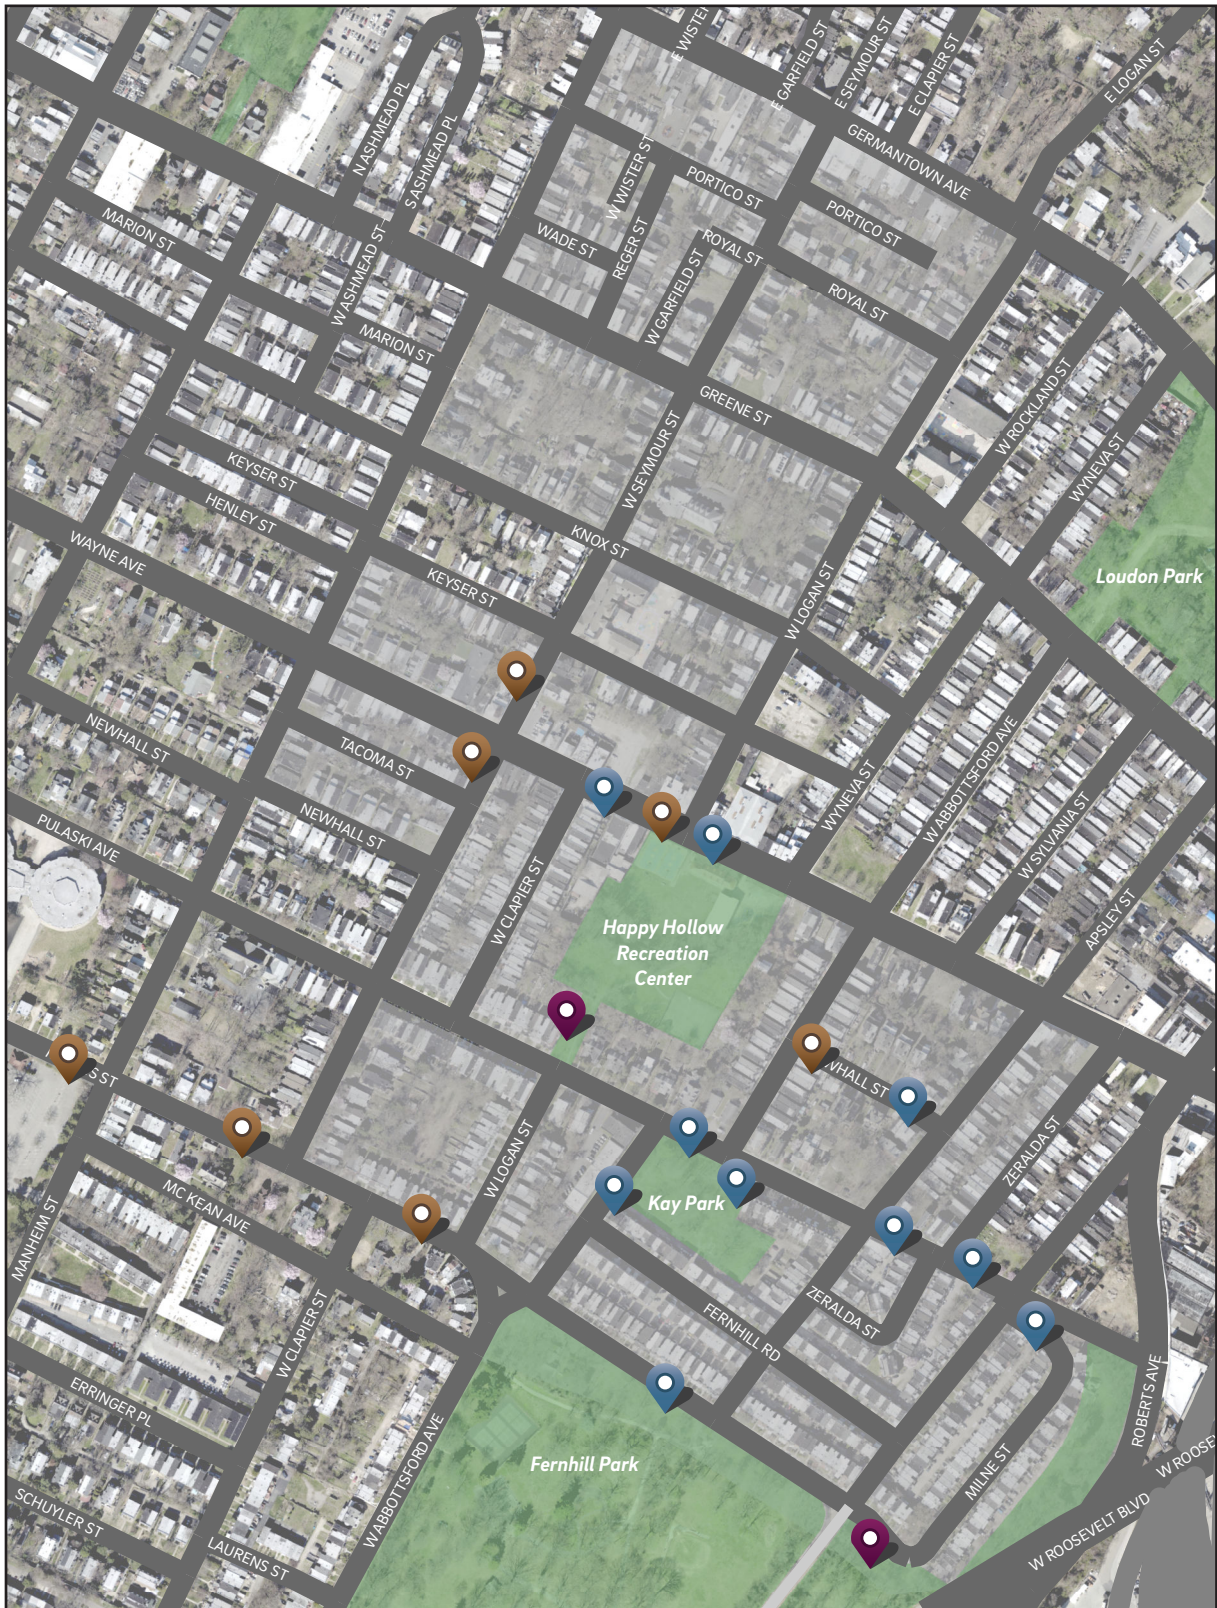 E WISTER
E GARFIELD ST
E SEYMOUR ST
E CLAPIER ST
E LOGAN ST
N ASHMEAD PL
S ASHMEAD PL
GERMANTOWN AVE
W WISTER ST
PORTICO ST
PORTICO ST
MARION ST
WADE ST
REGER ST
ROYAL ST
W ASHMEAD ST
W GARFIELD ST
ROYAL ST
MARION ST
GREENE ST
W ROCKLAND ST
W SEYMOUR ST
WYNEVA ST
KEYSER ST
HENLEY ST
KNOX ST
WAYNE AVE
KEYSER ST
Loudon Park
W LOGAN ST
NEWHALL ST
TACOMA ST
WYNEVA ST
W ABBOTTSFORD AVE
PULASKI AVE
NEWHALL ST
W SYLVANIA ST
W CLAPIER ST
APSLEY ST
Happy Hollow
Recreation
Center
S ST
WHALL ST
W LOGAN ST
ZERALDA ST
MC KEAN AVE
Kay Park
MANHEIM ST
W CLAPIER ST
FERNHILL RD
ZERALDA ST
ERRINGER PL
ROBERTS AVE
Fernhill Park
W ROOSE
MILNE ST
W ABBOTTSFORD AVE
SCHUYLER ST
W ROOSEVELT BLVD
LAURENS ST